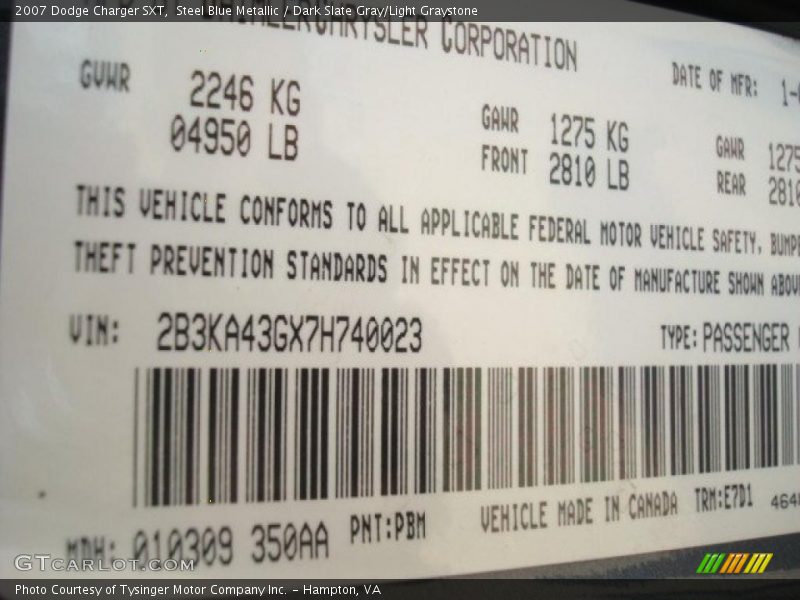 2007 Dodge Charger SXT,  Steel Blue Metallic / Dark Slate Gray/Light Graystone
DAIMLERCHRYSLER CORPORATION
DATE OF MFR:
GVWR 2246 KG
04950 LB
GAWR 1275 KG
FRONT 2810 LB
GAWR 1275
REAR 2810
THIS VEHICLE CONFORMS TO ALL APPLICABLE FEDERAL MOTOR VEHICLE SAFETY,
THEFT PREVENTION STANDARDS IN EFFECT ON THE DATE OF MANUFACTURE SHOWN
VIN: 2B3KA43GX7H740023 TYPE: PASSENGER
MDH: 010309 350AA PNT:PBM VEHICLE MADE IN CANADA TRM:E7D1
GTCARLOT.COM
Photo Courtesy of Tysinger Motor Company Inc. – Hampton, VA